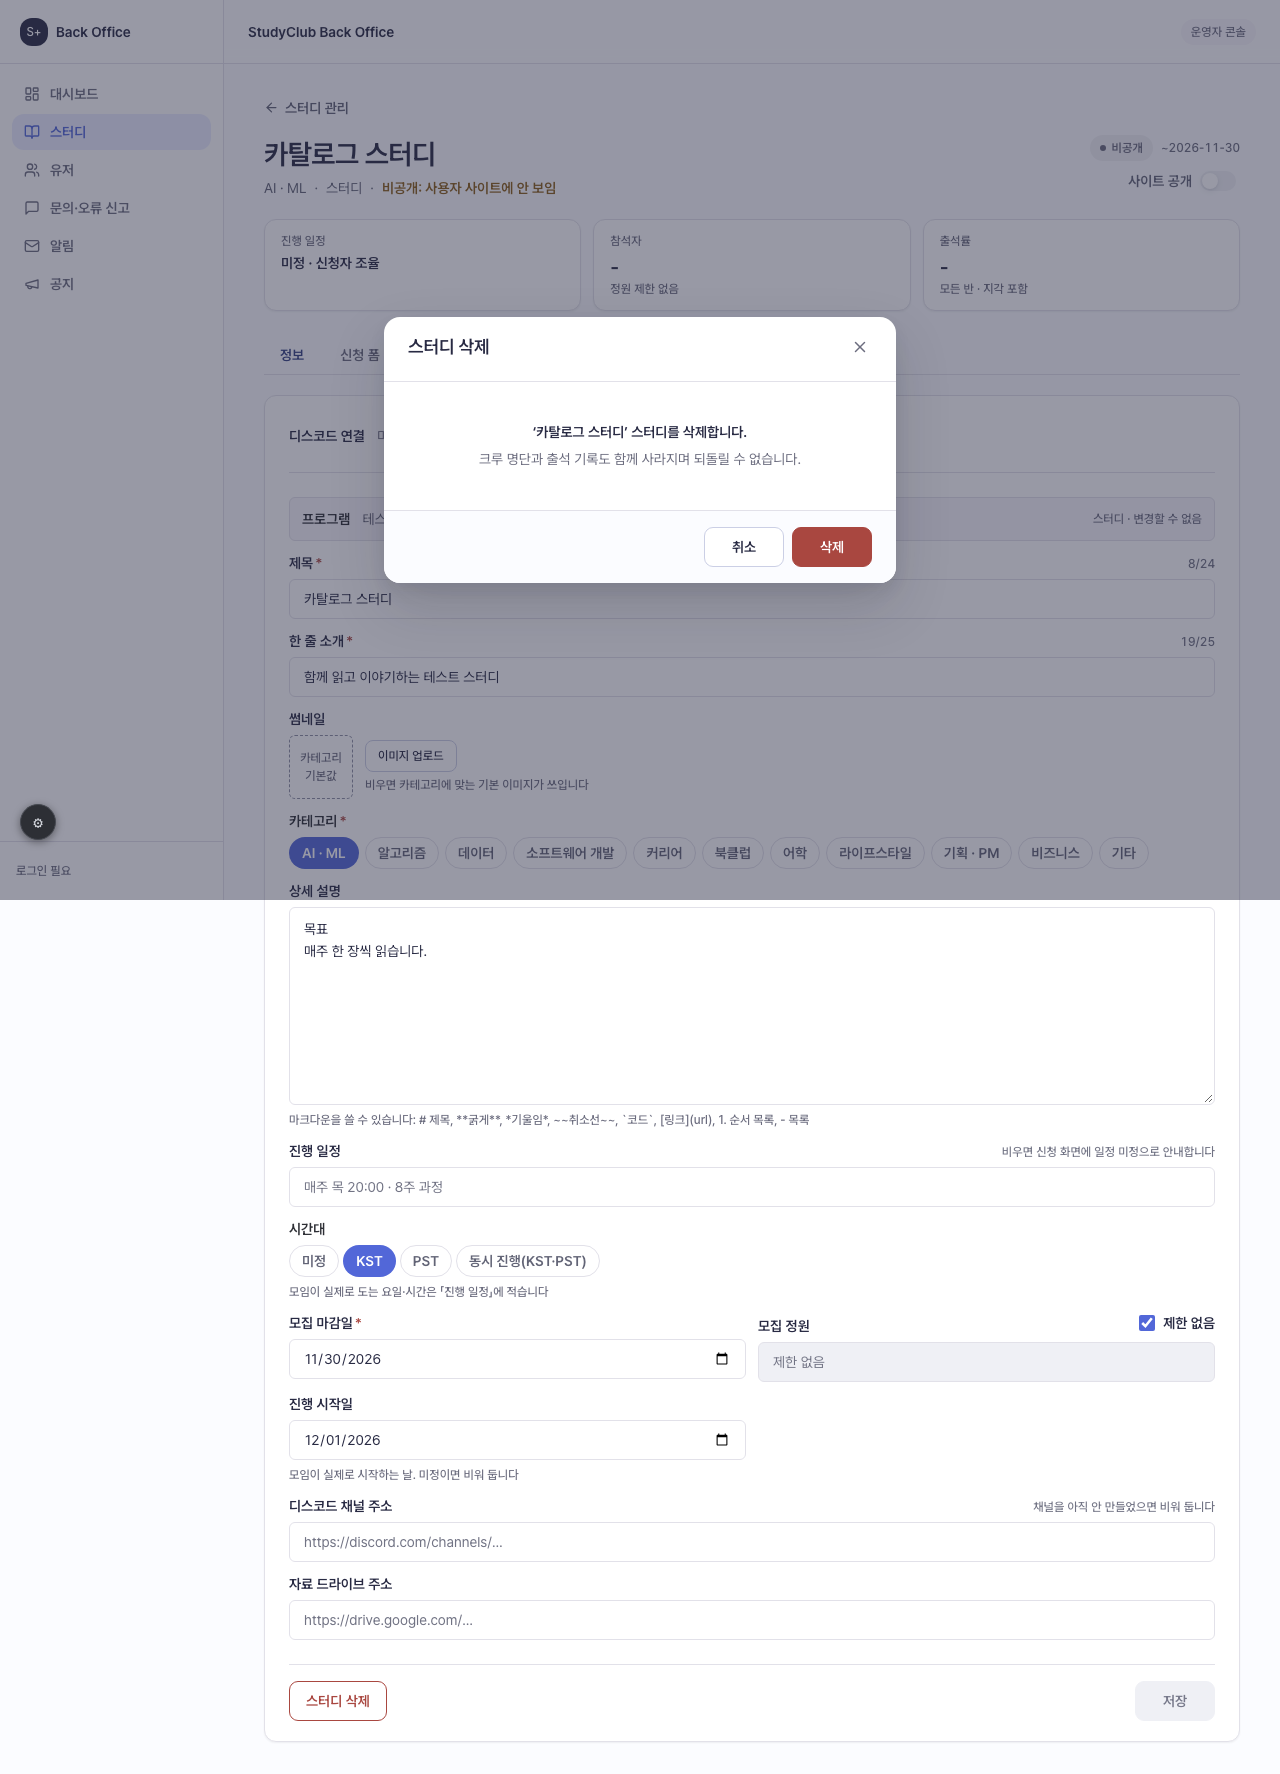 S+ Back Office
StudyClub Back Office
운영자 콘솔
대시보드
스터디
유저
문의·오류 신고
알림
공지
로그인 필요
← 스터디 관리
카탈로그 스터디
AI · ML · 스터디 · 비공개: 사용자 사이트에 안 보임
비공개 ~2026-11-30
사이트 공개
진행 일정
미정 · 신청자 조율
참석자
–
정원 제한 없음
출석률
–
모든 반 · 지각 포함
정보 신청 폼
스터디 삭제
‘카탈로그 스터디’ 스터디를 삭제합니다.
크루 명단과 출석 기록도 함께 사라지며 되돌릴 수 없습니다.
취소 삭제
디스코드 연결
프로그램
스터디 · 변경할 수 없음
제목 * 8/24
카탈로그 스터디
한 줄 소개 * 19/25
함께 읽고 이야기하는 테스트 스터디
썸네일
카테고리
기본값
이미지 업로드
비우면 카테고리에 맞는 기본 이미지가 쓰입니다
카테고리 *
AI · ML 알고리즘 데이터 소프트웨어 개발 커리어 북클럽 어학 라이프스타일 기획 · PM 비즈니스 기타
상세 설명
목표
매주 한 장씩 읽습니다.
마크다운을 쓸 수 있습니다: # 제목, **굵게**, *기울임*, ~~취소선~~, `코드`, [링크](url), 1. 순서 목록, - 목록
진행 일정 비우면 신청 화면에 일정 미정으로 안내합니다
매주 목 20:00 · 8주 과정
시간대
미정 KST PST 동시 진행(KST·PST)
모임이 실제로 도는 요일·시간은 「진행 일정」에 적습니다
모집 마감일 *
11/30/2026
모집 정원 제한 없음
제한 없음
진행 시작일
12/01/2026
모임이 실제로 시작하는 날. 미정이면 비워 둡니다
디스코드 채널 주소 채널을 아직 안 만들었으면 비워 둡니다
https://discord.com/channels/...
자료 드라이브 주소
https://drive.google.com/...
스터디 삭제 저장